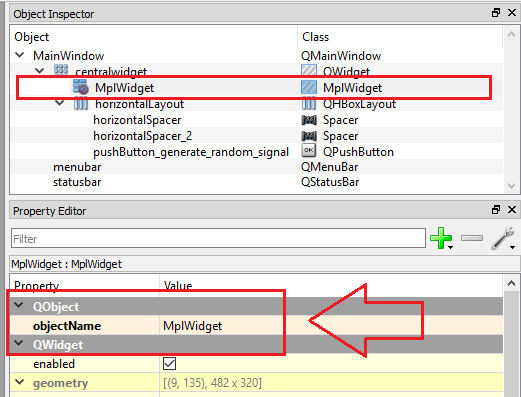 Object Inspector
Object Class
MainWindow QMainWindow
centralwidget QWidget
MplWidget MplWidget
horizontalLayout QHBoxLayout
horizontalSpacer Spacer
horizontalSpacer_2 Spacer
pushButton_generate_random_signal OK QPushButton
menubar QMenuBar
statusbar QStatusBar
Property Editor
Filter
MplWidget : MplWidget
Property Value
QObject
objectName MplWidget
QWidget
enabled
geometry [(9, 135), 482 x 320]